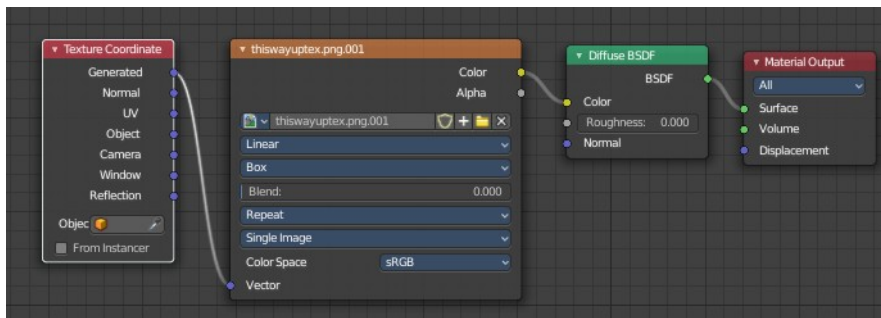 Texture Coordinate
Generated
Normal
UV
Object
Camera
Window
Reflection
Objec
From Instancer
thiswayuptex.png.001
Color
Alpha
thiswayuptex.png.001
Linear
Box
Blend: 0.000
Repeat
Single Image
Color Space sRGB
Vector
Diffuse BSDF
BSDF
Color
Roughness: 0.000
Normal
Material Output
All
Surface
Volume
Displacement